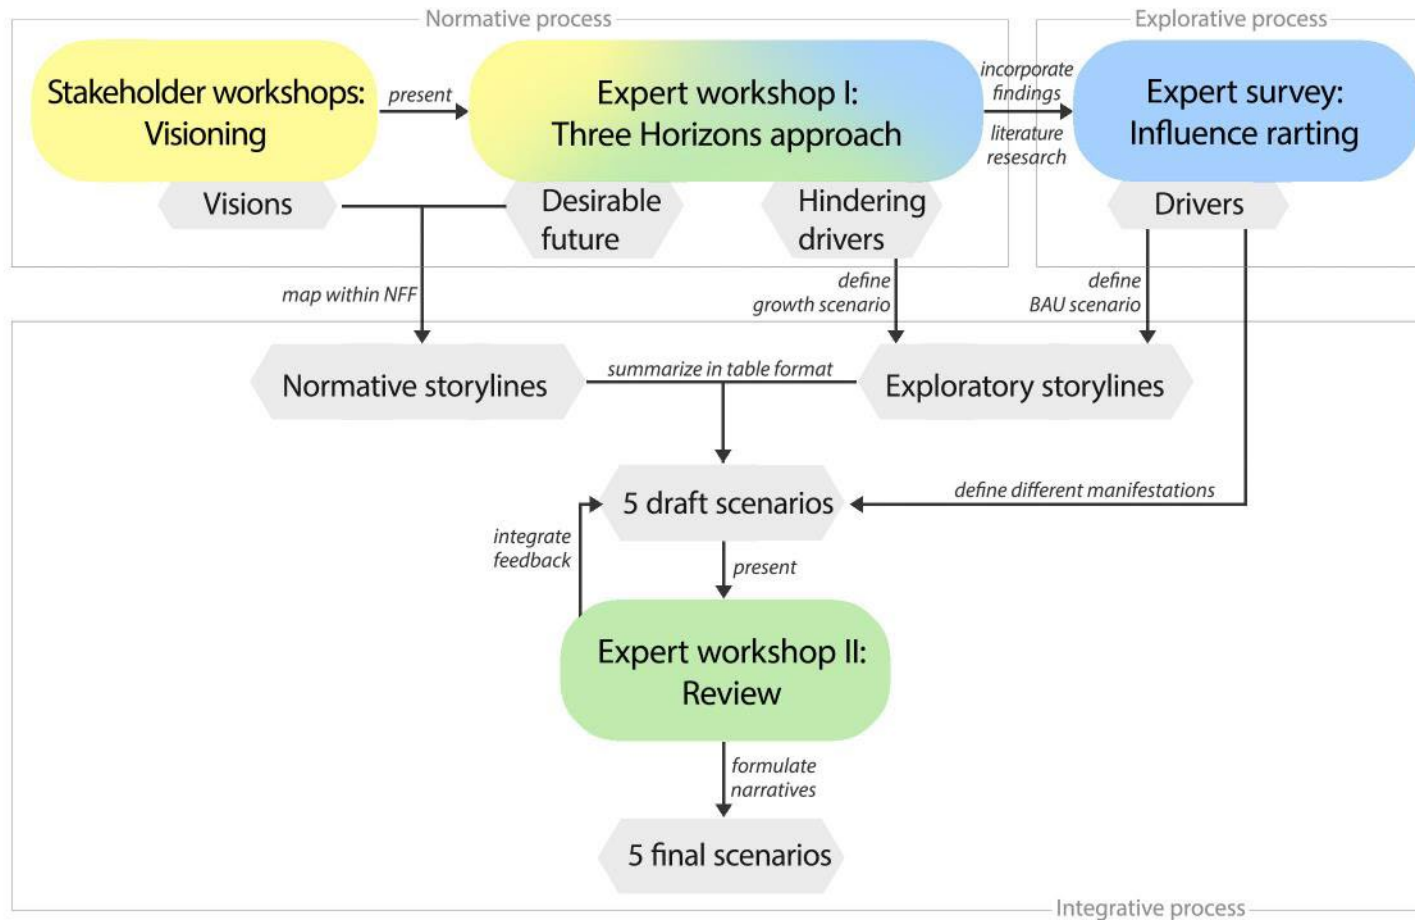 Normative process
Explorative process
Stakeholder workshops:
Visioning
present
Expert workshop I:
Three Horizons approach
incorporate
findings
literature
resesarch
Expert survey:
Influence rarting
Visions
Desirable
future
Hindering
drivers
Drivers
map within NFF
define
growth scenario
define
BAU scenario
Normative storylines
summarize in table format
Exploratory storylines
5 draft scenarios
define different manifestations
integrate
feedback
present
Expert workshop II:
Review
formulate
narratives
5 final scenarios
Integrative process